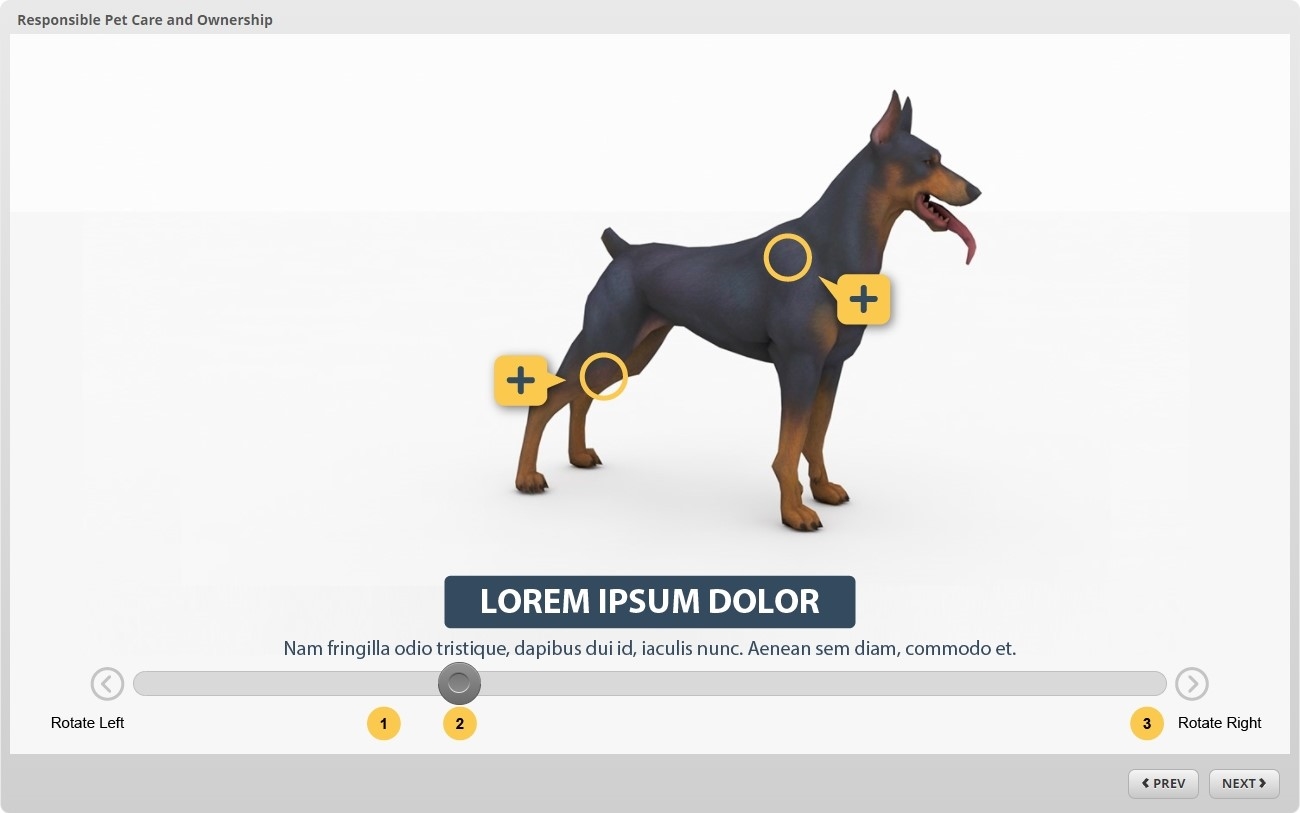 Responsible Pet Care and Ownership
LOREM IPSUM DOLOR
Nam fringilla odio tristique, dapibus dui id, iaculis nunc. Aenean sem diam, commodo et.
Rotate Left
1
2
3
Rotate Right
PREV
NEXT